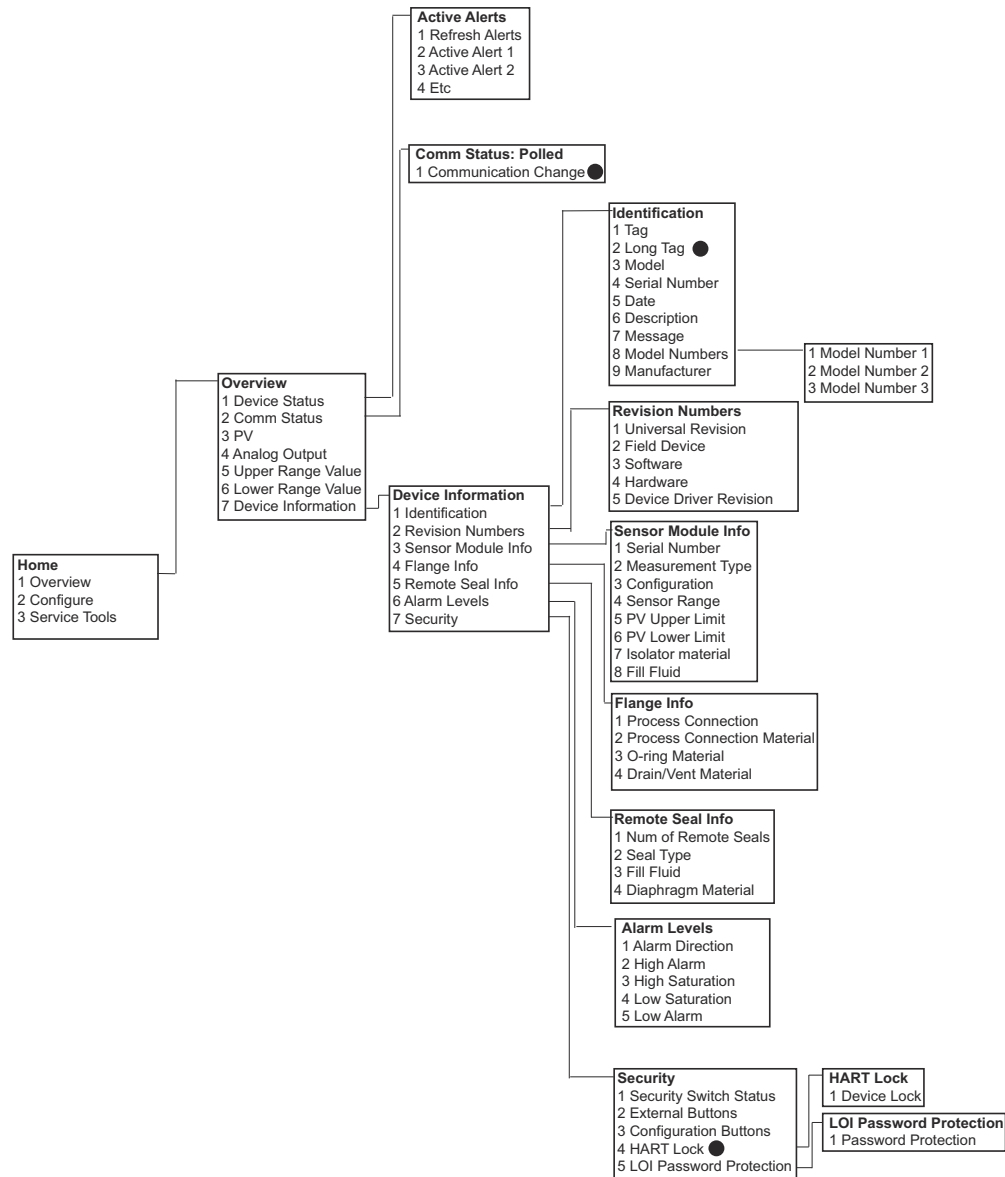 Active Alerts
1 Refresh Alerts
2 Active Alert 1
3 Active Alert 2
4 Etc
Comm Status: Polled
1 Communication Change
Identification
1 Tag
2 Long Tag
3 Model
4 Serial Number
5 Date
6 Description
7 Message
8 Model Numbers
9 Manufacturer
1 Model Number 1
2 Model Number 2
3 Model Number 3
Overview
1 Device Status
2 Comm Status
3 PV
4 Analog Output
5 Upper Range Value
6 Lower Range Value
7 Device Information
Revision Numbers
1 Universal Revision
2 Field Device
3 Software
4 Hardware
5 Device Driver Revision
Device Information
1 Identification
2 Revision Numbers
3 Sensor Module Info
4 Flange Info
5 Remote Seal Info
6 Alarm Levels
7 Security
Home
1 Overview
2 Configure
3 Service Tools
Sensor Module Info
1 Serial Number
2 Measurement Type
3 Configuration
4 Sensor Range
5 PV Upper Limit
6 PV Lower Limit
7 Isolator material
8 Fill Fluid
Flange Info
1 Process Connection
2 Process Connection Material
3 O-ring Material
4 Drain/Vent Material
Remote Seal Info
1 Num of Remote Seals
2 Seal Type
3 Fill Fluid
4 Diaphragm Material
Alarm Levels
1 Alarm Direction
2 High Alarm
3 High Saturation
4 Low Saturation
5 Low Alarm
Security
1 Security Switch Status
2 External Buttons
3 Configuration Buttons
4 HART Lock
5 LOI Password Protection
HART Lock
1 Device Lock
LOI Password Protection
1 Password Protection